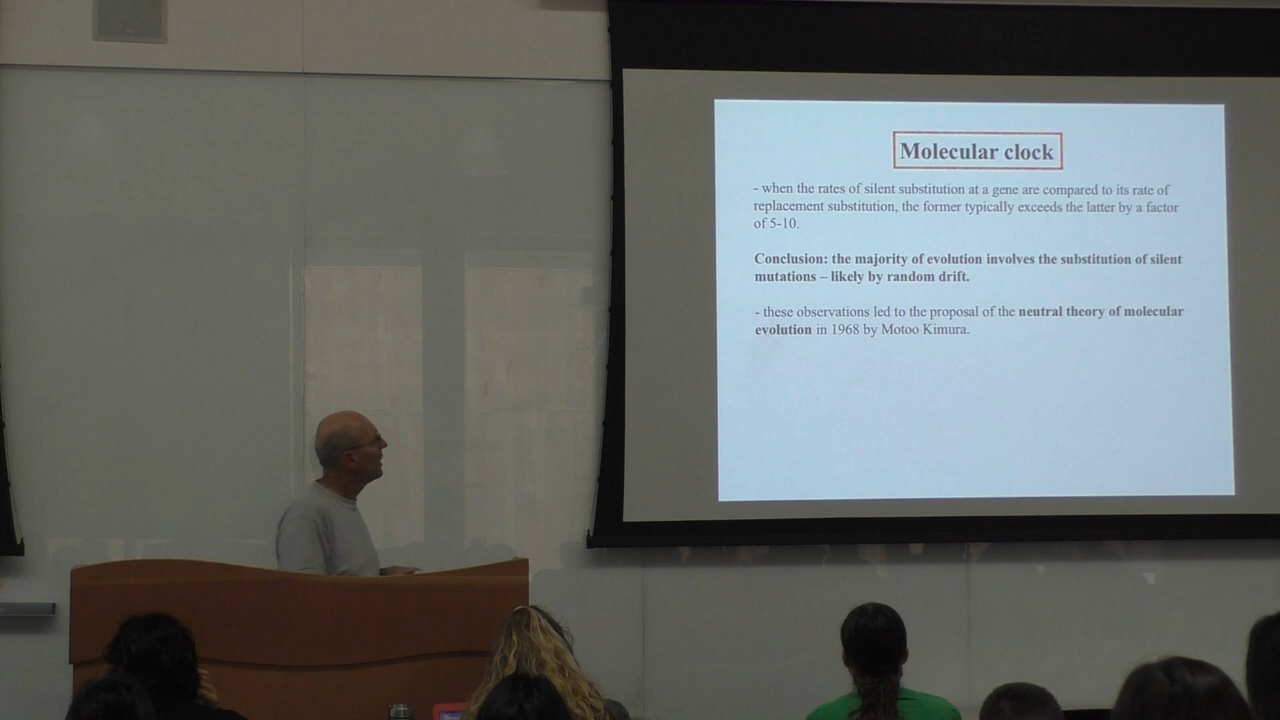 Molecular clock
- when the rates of silent substitution at a gene are compared to its rate of
replacement substitution, the former typically exceeds the latter by a factor
of 5-10.
Conclusion: the majority of evolution involves the substitution of silent
mutations – likely by random drift.
- these observations led to the proposal of the neutral theory of molecular
evolution in 1968 by Motoo Kimura.